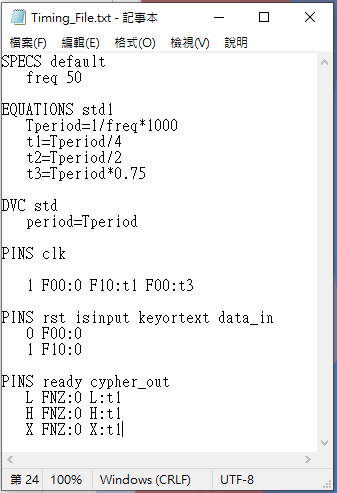 Timing_File.txt - 記事本
檔案(F) 編輯(E) 格式(O) 檢視(V) 說明
SPECS default
freq 50
EQUATIONS std1
Tperiod=1/freq*1000
t1=Tperiod/4
t2=Tperiod/2
t3=Tperiod*0.75
DVC std
period=Tperiod
PINS clk
1 F00:0 F10:t1 F00:t3
PINS rst isinput keyortext data_in
0 F00:0
1 F10:0
PINS ready cypher_out
L FNZ:0 L:t1
H FNZ:0 H:t1
X FNZ:0 X:t1
第 24 100% Windows (CRLF) UTF-8